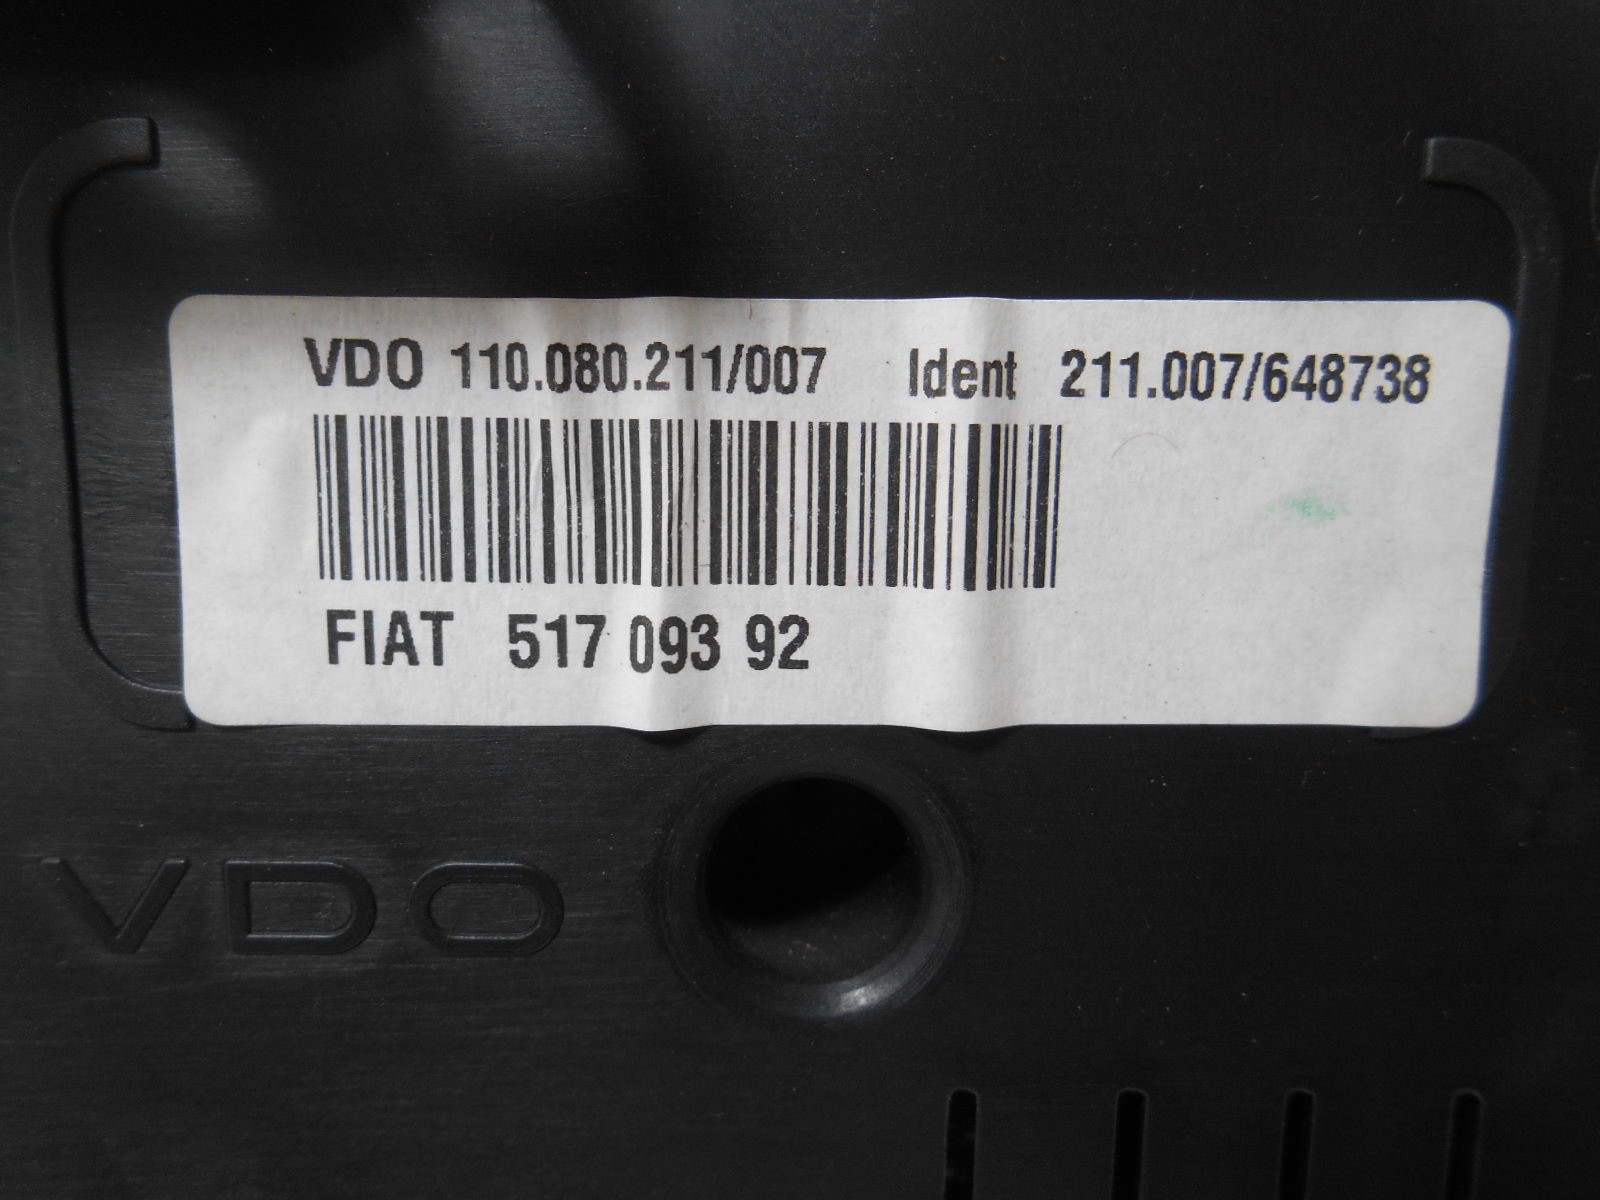 VDO 110.080.211/007 Ident 211.007/648738
FIAT 517 093 92
VDO